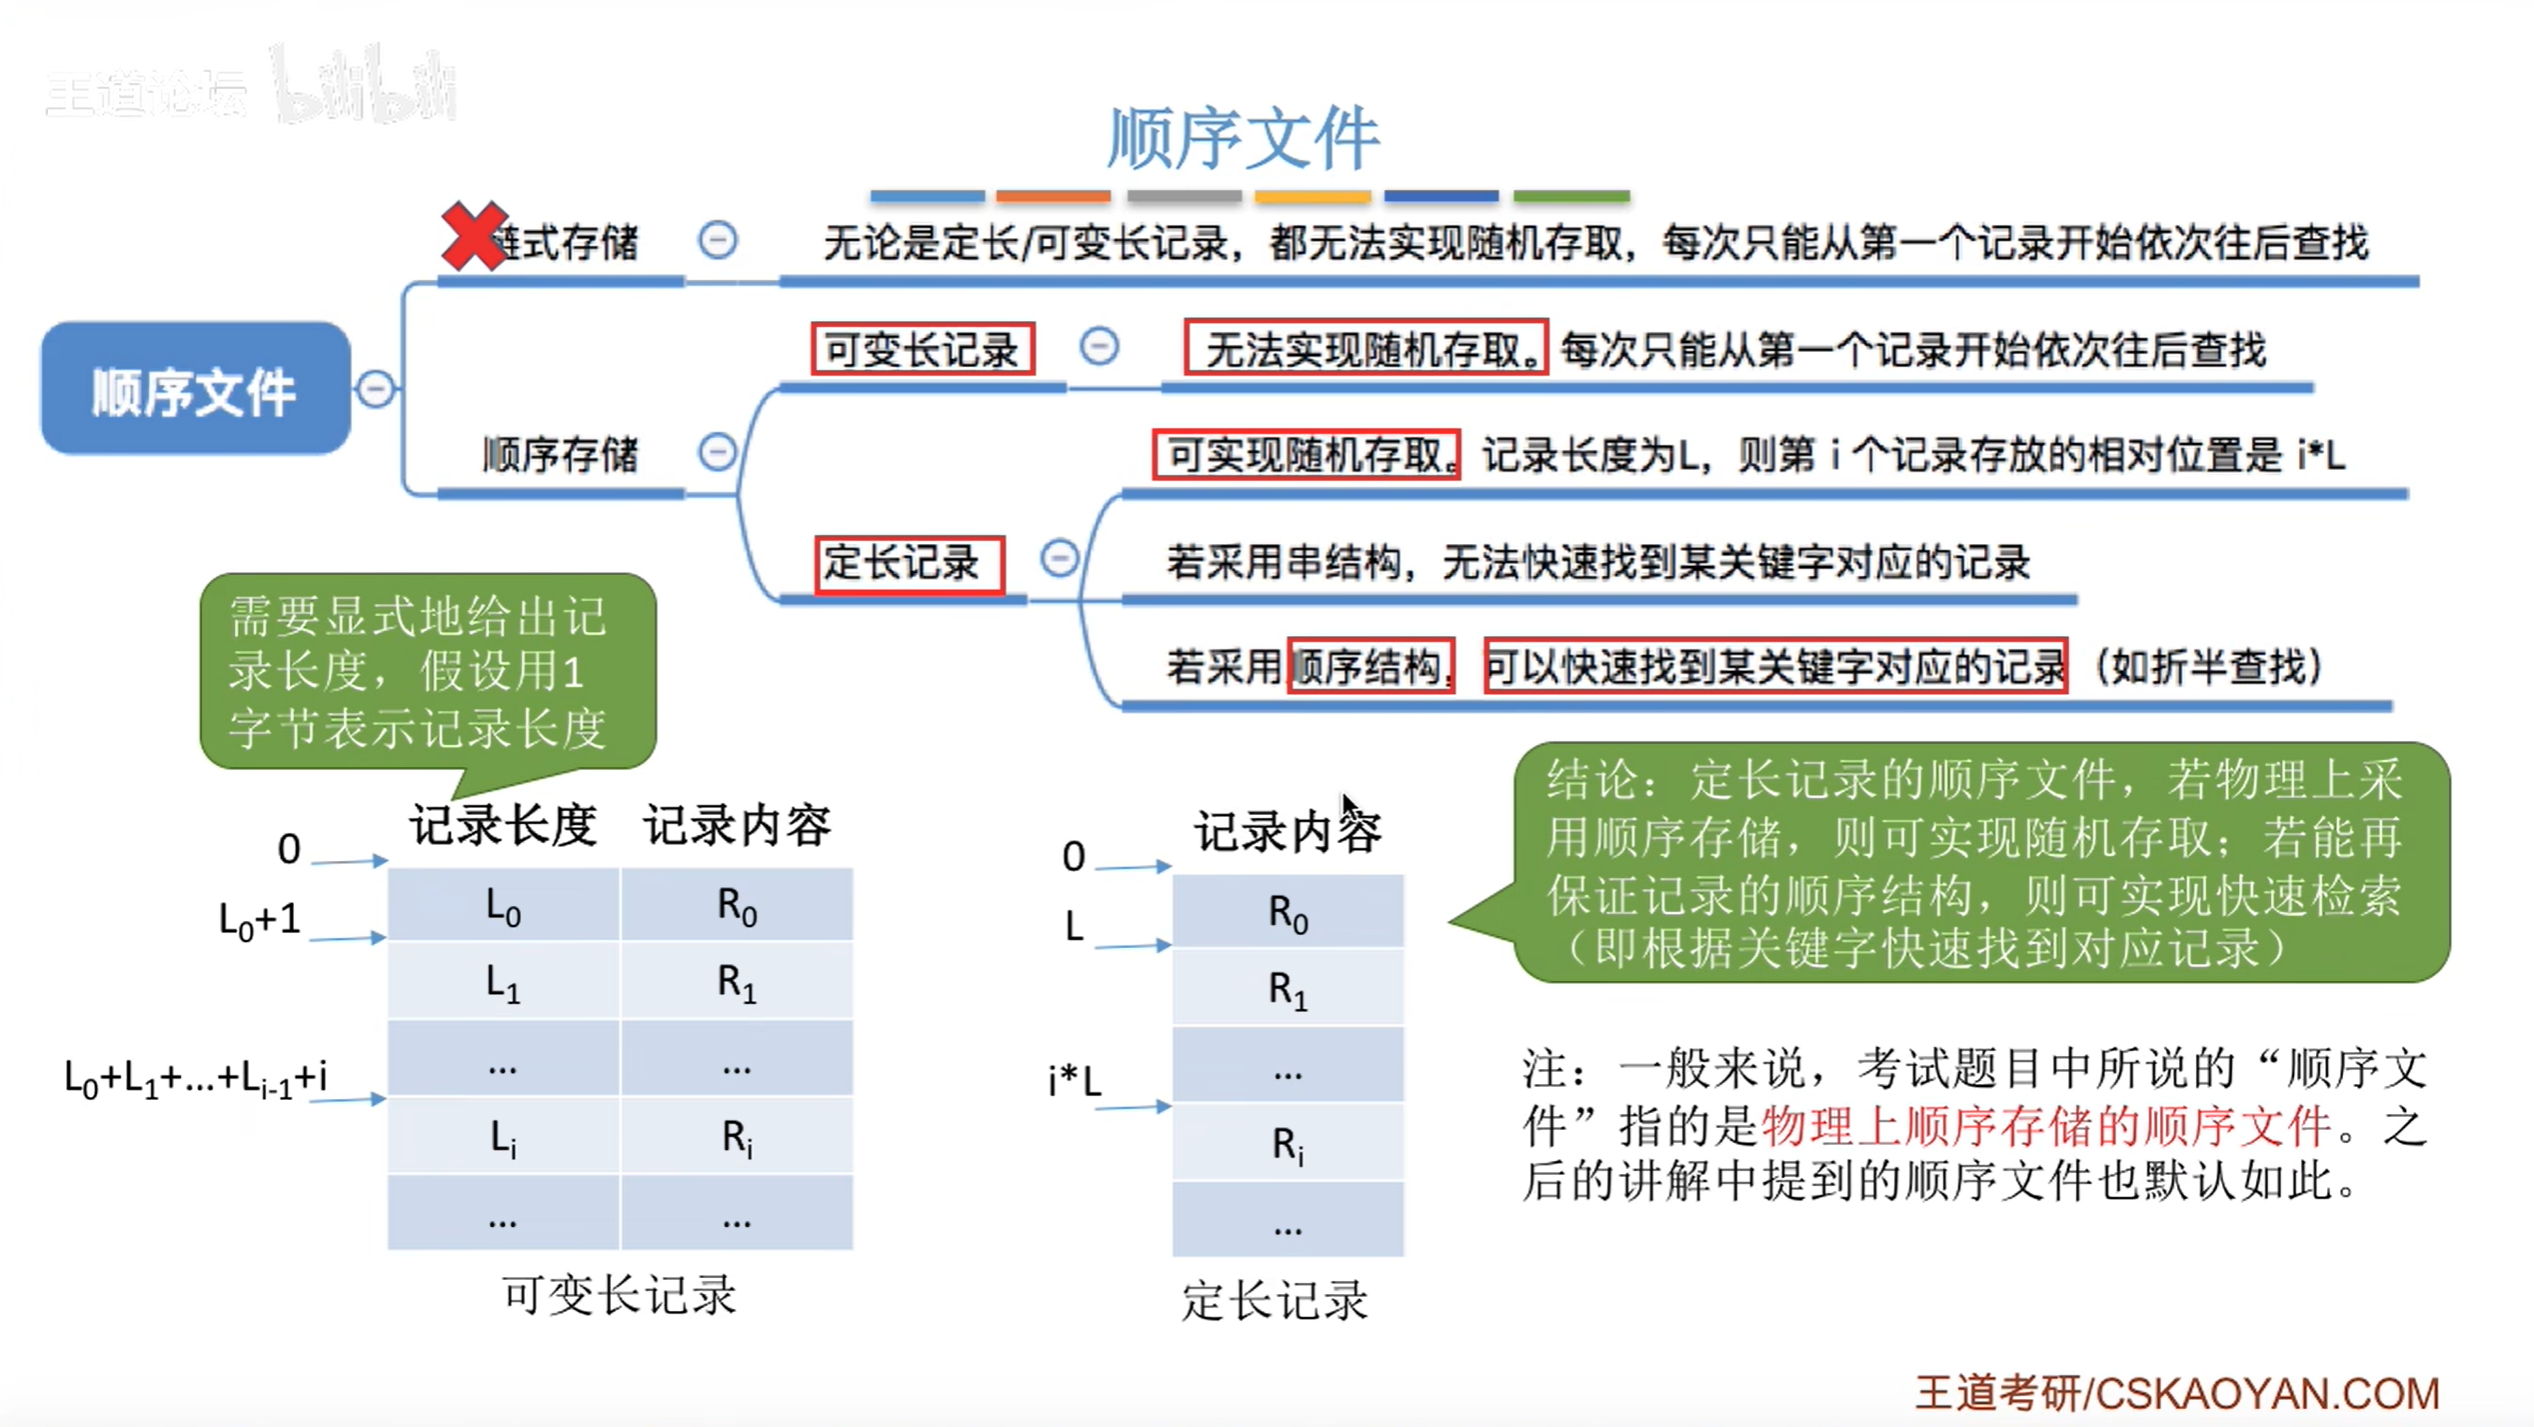 王道论坛 bilibili
顺序文件
链式存储
无论是定长/可变长记录，都无法实现随机存取，每次只能从第一个记录开始依次往后查找
可变长记录
无法实现随机存取。每次只能从第一个记录开始依次往后查找
顺序文件
顺序存储
可实现随机存取。记录长度为L，则第 i 个记录存放的相对位置是 i*L
定长记录
若采用串结构，无法快速找到某关键字对应的记录
若采用顺序结构，可以快速找到某关键字对应的记录（如折半查找）
需要显式地给出记
录长度，假设用1
字节表示记录长度
记录长度 记录内容
0
L₀ R₀
L₀+1
L₁ R₁
... ...
L₀+L₁+...+Lᵢ₋₁+i
Lᵢ Rᵢ
... ...
可变长记录
记录内容
0
R₀
L
R₁
...
i*L
Rᵢ
...
定长记录
结论：定长记录的顺序文件，若物理上采
用顺序存储，则可实现随机存取；若能再
保证记录的顺序结构，则可实现快速检索
（即根据关键字快速找到对应记录）
注：一般来说，考试题目中所说的“顺序文
件”指的是物理上顺序存储的顺序文件。之
后的讲解中提到的顺序文件也默认如此。
王道考研/CSKAOYAN.COM